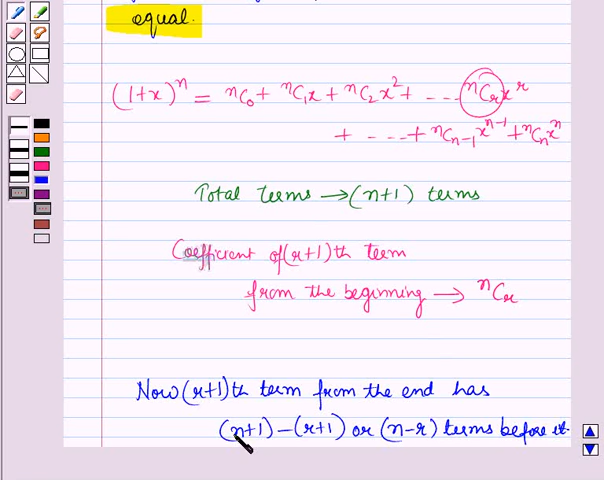 equal.
(1+x)ⁿ = ⁿC₀ + ⁿC₁x + ⁿC₂x² + .... ⁿCᵣxʳ
+ .... + ⁿCₙ₋₁xⁿ⁻¹ + ⁿCₙxⁿ
Total terms → (n+1) terms
Coefficient of (r+1)th term
from the beginning → ⁿCᵣ
Now (r+1)th term from the end has
(n+1) - (r+1) or (n-r) terms before it.